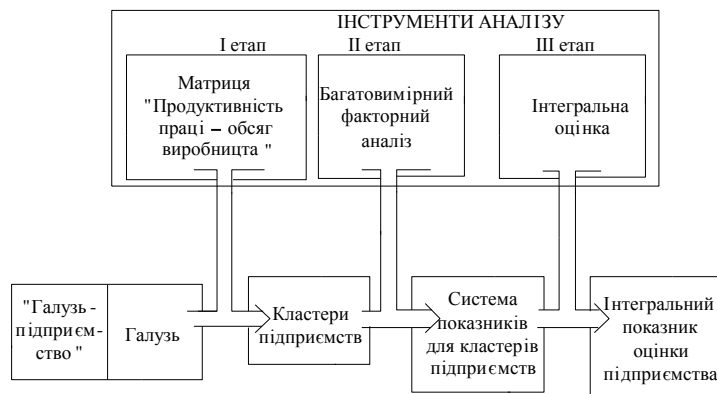 ІНСТРУМЕНТИ АНАЛІЗУ
І етап
Матриця
"Продуктивність
праці – обсяг
виробницта "
ІІ етап
Багатовимірний
факторний
аналіз
ІІІ етап
Інтегральна
оцінка
"Галузь -
підприєм-
ство "
Галузь
Кластери
підприємств
Система
показників
для кластерів
підприємств
Інтегральний
показник
оцінки
підприємства